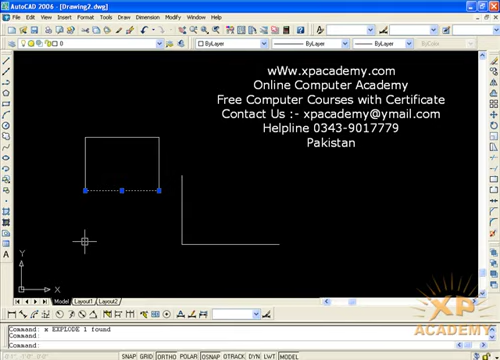 AutoCAD 2006 - [Drawing2.dwg]
File Edit View Insert Format Tools Draw Dimension Modify Window Help
0 ByLayer ByLayer ByLayer ByColor
wWw.xpacademy.com
Online Computer Academy
Free Computer Courses with Certificate
Contact Us :- xpacademy@ymail.com
Helpline 0343-9017779
Pakistan
Y
X
Model Layout1 Layout2
XP
ACADEMY
Command: x EXPLODE 1 found
Command:
SNAP GRID ORTHO POLAR OSNAP OTRACK DYN LWT MODEL